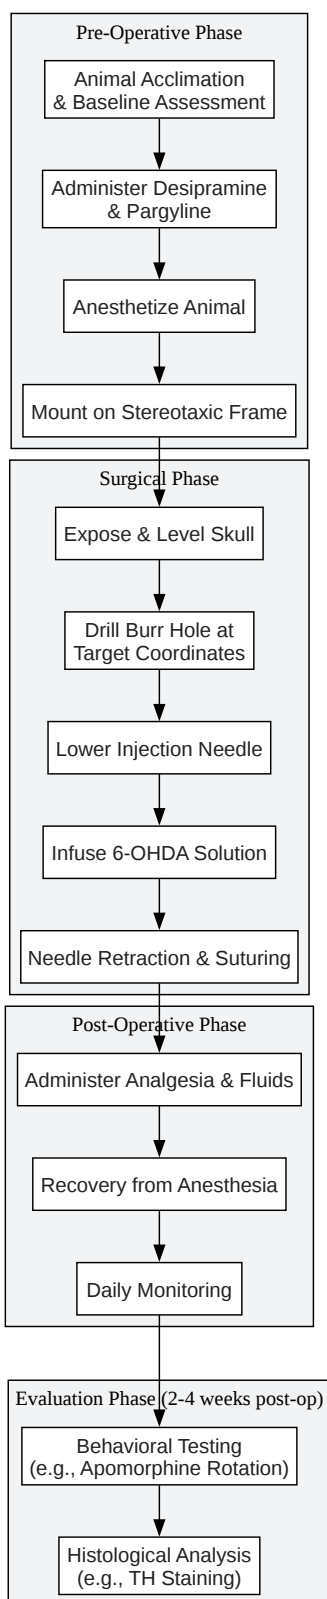 Pre-Operative Phase
Animal Acclimation
& Baseline Assessment
Administer Desipramine
& Pargyline
Anesthetize Animal
Mount on Stereotaxic Frame
Surgical Phase
Expose & Level Skull
Drill Burr Hole at
Target Coordinates
Lower Injection Needle
Infuse 6-OHDA Solution
Needle Retraction & Suturing
Post-Operative Phase
Administer Analgesia & Fluids
Recovery from Anesthesia
Daily Monitoring
Evaluation Phase (2-4 weeks post-op)
Behavioral Testing
(e.g., Apomorphine Rotation)
Histological Analysis
(e.g., TH Staining)